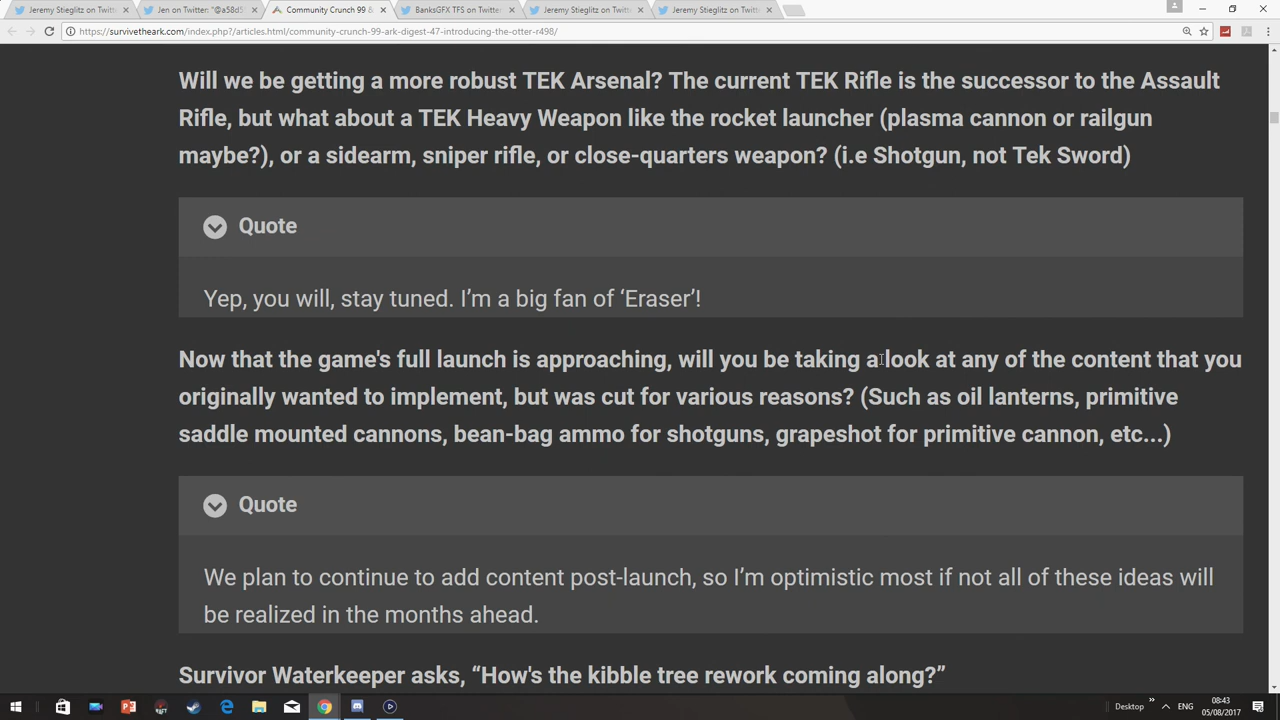 Jeremy Stieglitz on Twitt
Jen on Twitter: "@a58d5
Community Crunch 99 &
BanksGFX TFS on Twitter
Jeremy Stieglitz on Twitte
Jeremy Stieglitz on Twitte
https://survivetheark.com/index.php?/articles.html/community-crunch-99-ark-digest-47-introducing-the-otter-r498/
Will we be getting a more robust TEK Arsenal? The current TEK Rifle is the successor to the Assault
Rifle, but what about a TEK Heavy Weapon like the rocket launcher (plasma cannon or railgun
maybe?), or a sidearm, sniper rifle, or close-quarters weapon? (i.e Shotgun, not Tek Sword)
Quote
Yep, you will, stay tuned. I’m a big fan of ‘Eraser’!
Now that the game's full launch is approaching, will you be taking a look at any of the content that you
originally wanted to implement, but was cut for various reasons? (Such as oil lanterns, primitive
saddle mounted cannons, bean-bag ammo for shotguns, grapeshot for primitive cannon, etc...)
Quote
We plan to continue to add content post-launch, so I’m optimistic most if not all of these ideas will
be realized in the months ahead.
Survivor Waterkeeper asks, “How's the kibble tree rework coming along?”
Desktop
ENG
08:43
05/08/2017